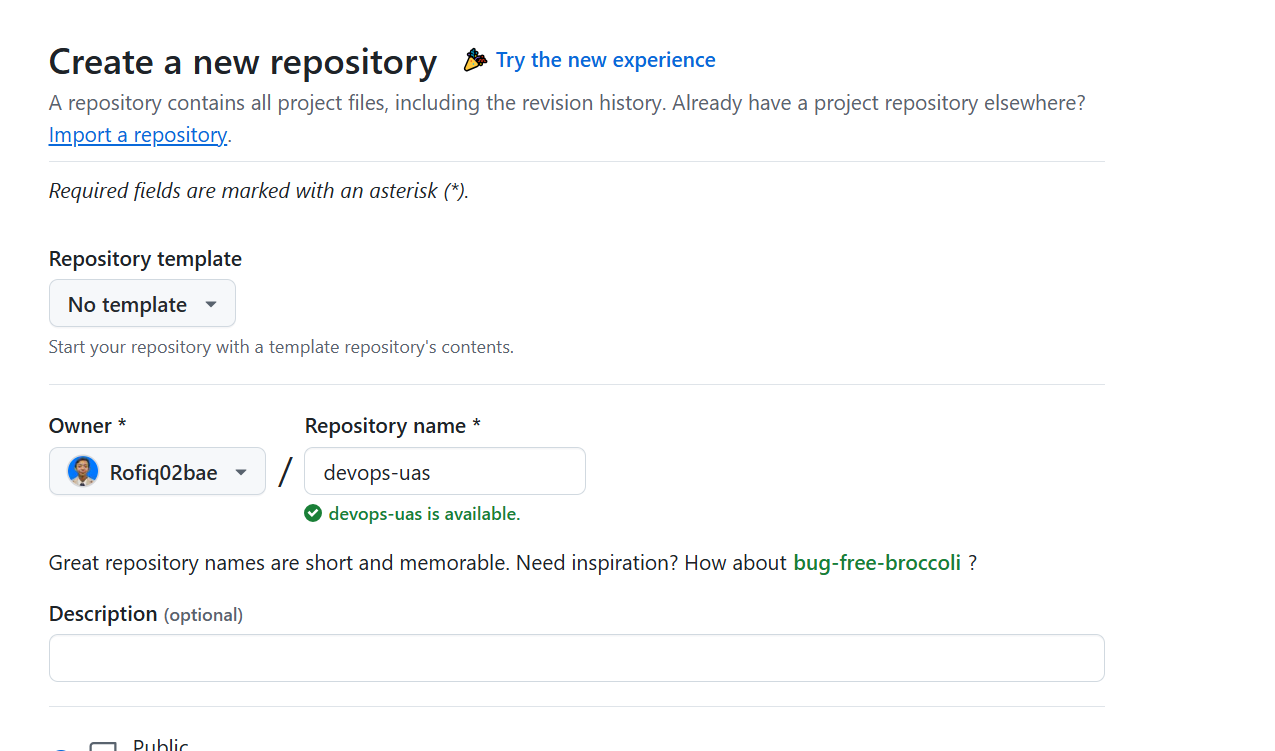 Create a new repository Try the new experience
A repository contains all project files, including the revision history. Already have a project repository elsewhere?
Import a repository.
Required fields are marked with an asterisk (*).
Repository template
No template
Start your repository with a template repository's contents.
Owner * Repository name *
Rofiq02bae / devops-uas
devops-uas is available.
Great repository names are short and memorable. Need inspiration? How about bug-free-broccoli ?
Description (optional)
Public